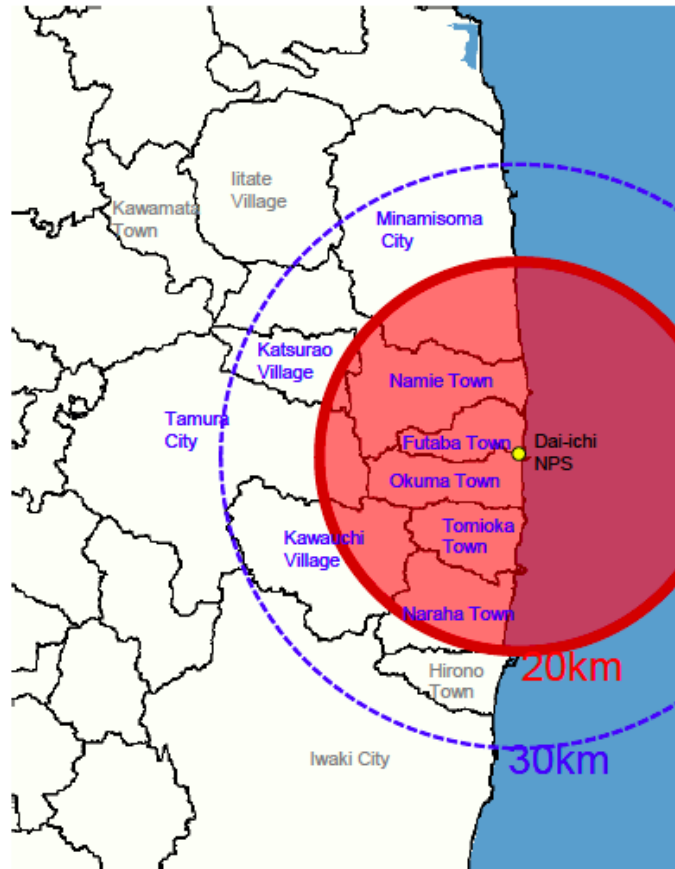 Iitate
Village
Kawamata
Town
Minamisoma
City
Katsurao
Village
Namie Town
Tamura
City
Futaba Town
Dai-ichi
NPS
Okuma Town
Kawauchi
Village
Tomioka
Town
Naraha Town
20km
Hirono
Town
30km
Iwaki City